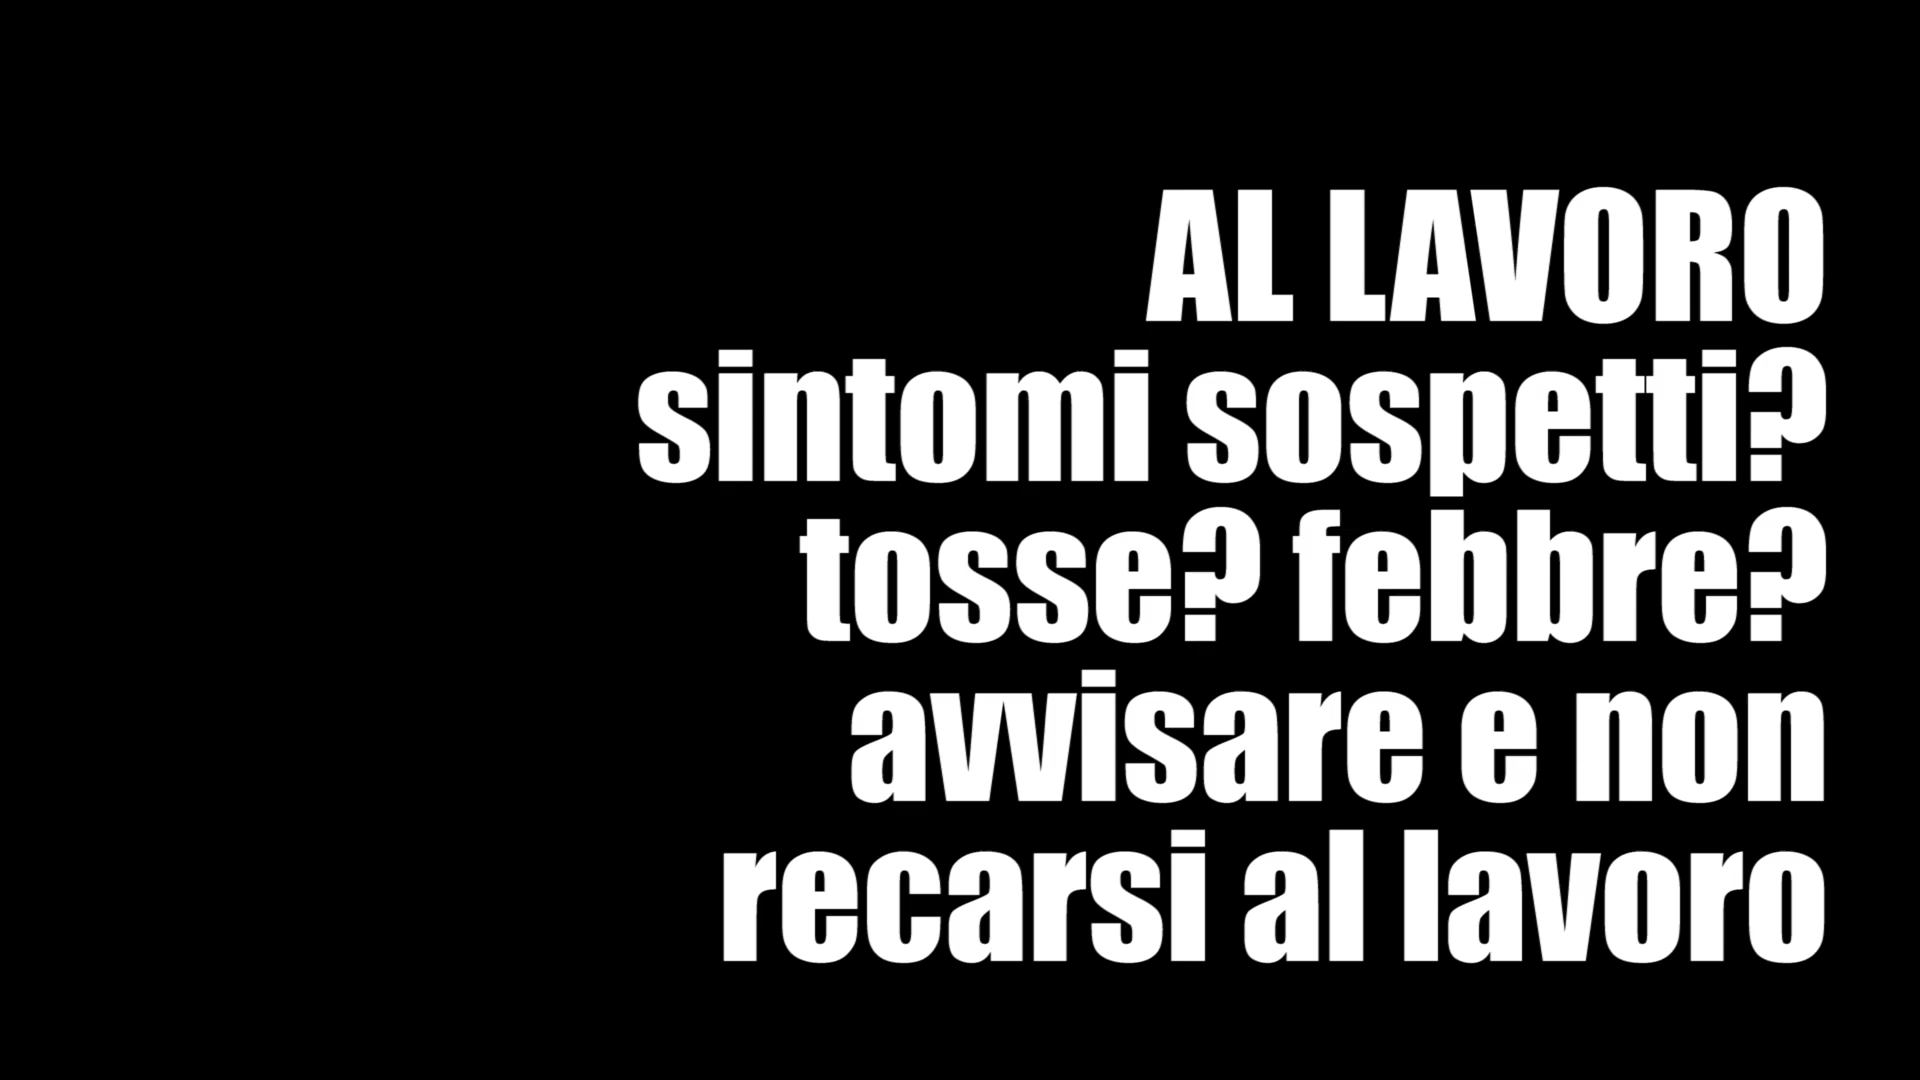 AL LAVORO
sintomi sospetti?
tosse? febbre?
avvisare e non
recarsi al lavoro